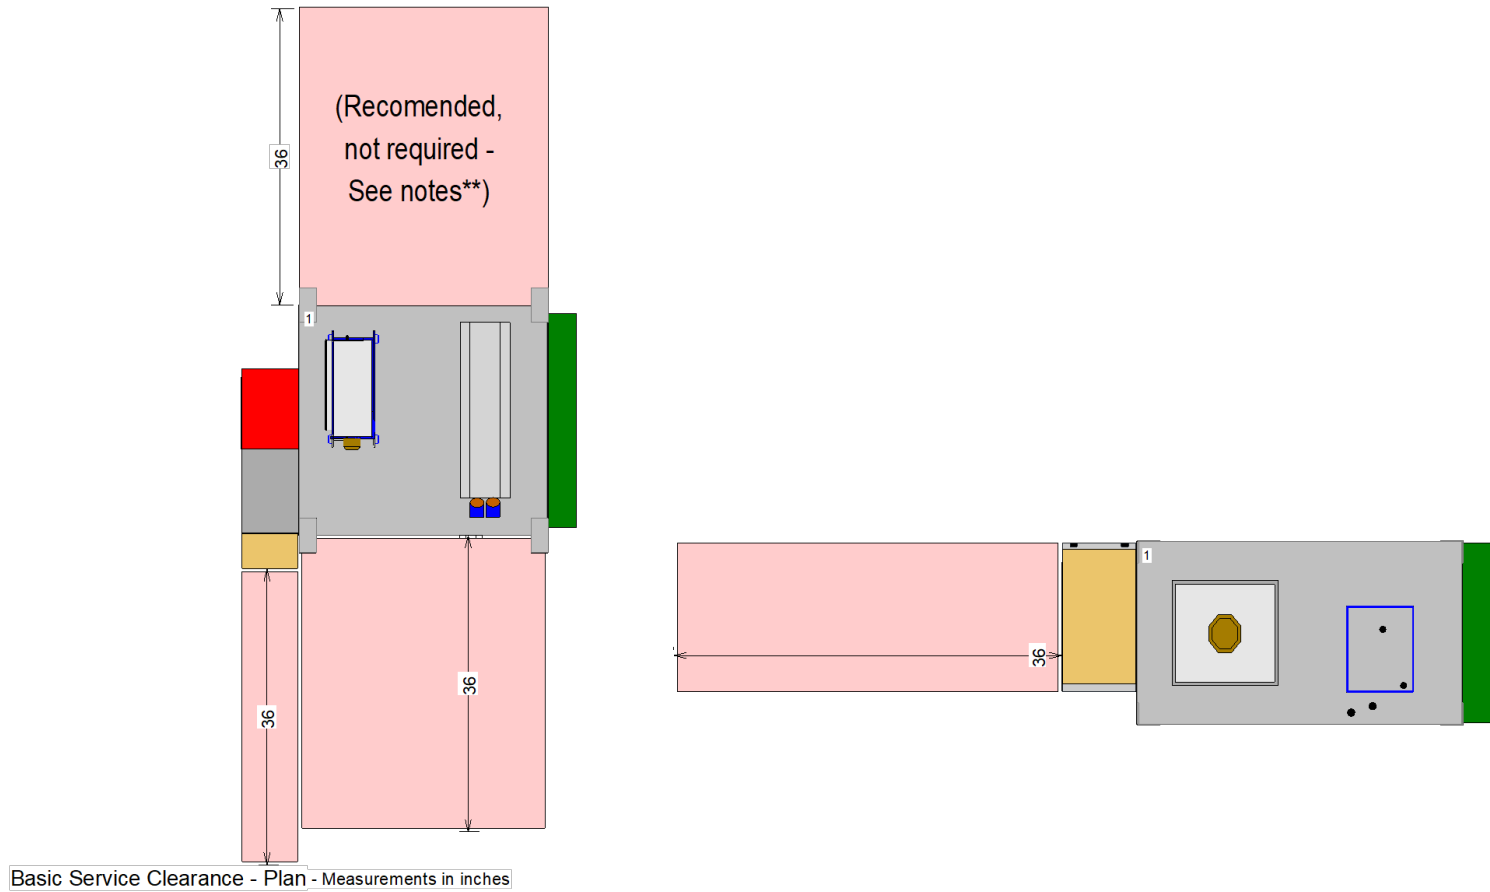 (Recomended,
not required -
See notes**)
36
1
36
36
1
36
Basic Service Clearance - Plan - Measurements in inches